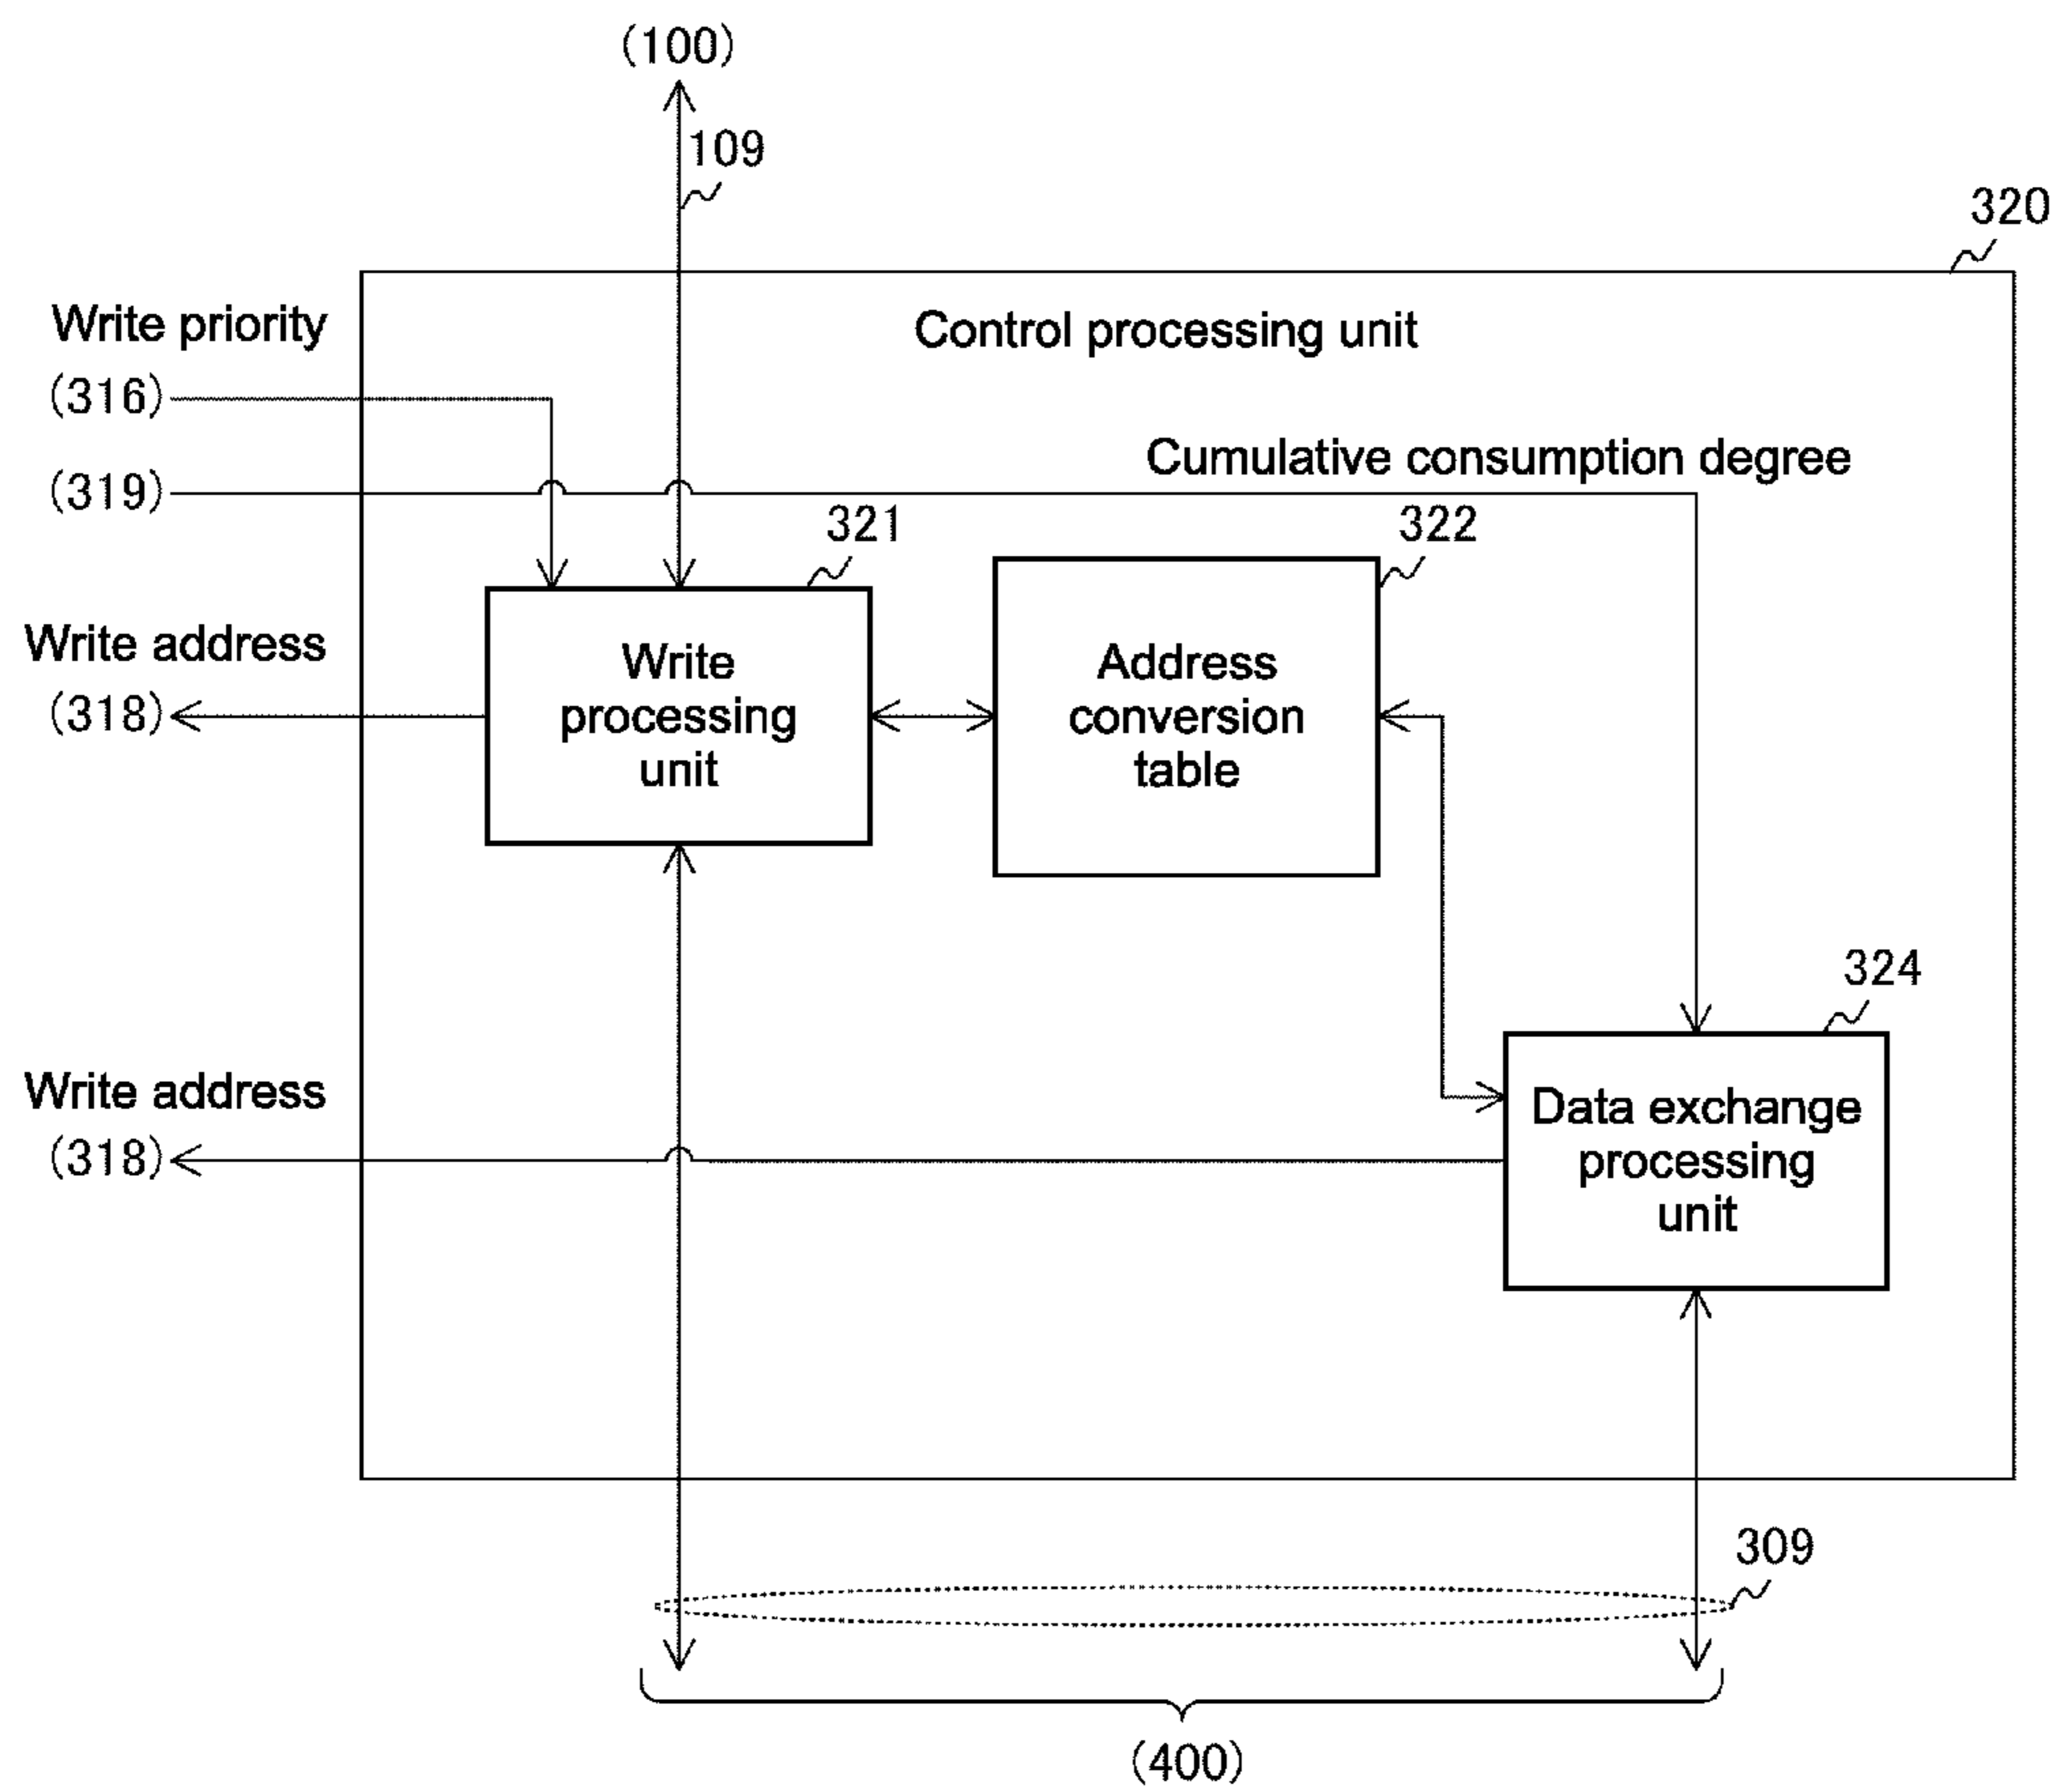 (100)
109
320
Write priority
Control processing unit
(316)
Cumulative consumption degree
(319)
321
322
Write address
(318)
Write
processing
unit
Address
conversion
table
324
Write address
(318)
Data exchange
processing
unit
309
(400)